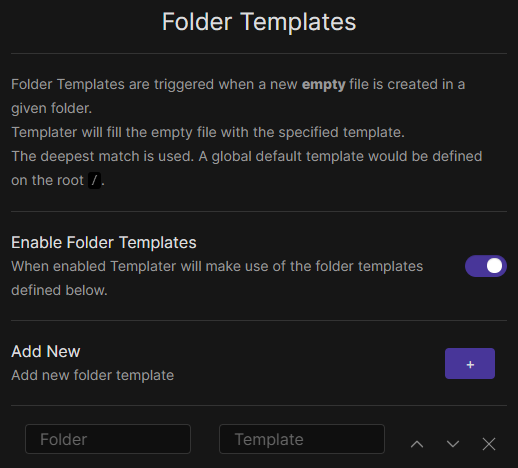 Folder Templates
Folder Templates are triggered when a new empty file is created in a
given folder.
Templater will fill the empty file with the specified template.
The deepest match is used. A global default template would be defined
on the root /.
Enable Folder Templates
When enabled Templater will make use of the folder templates
defined below.
Add New
Add new folder template
+
Folder
Template